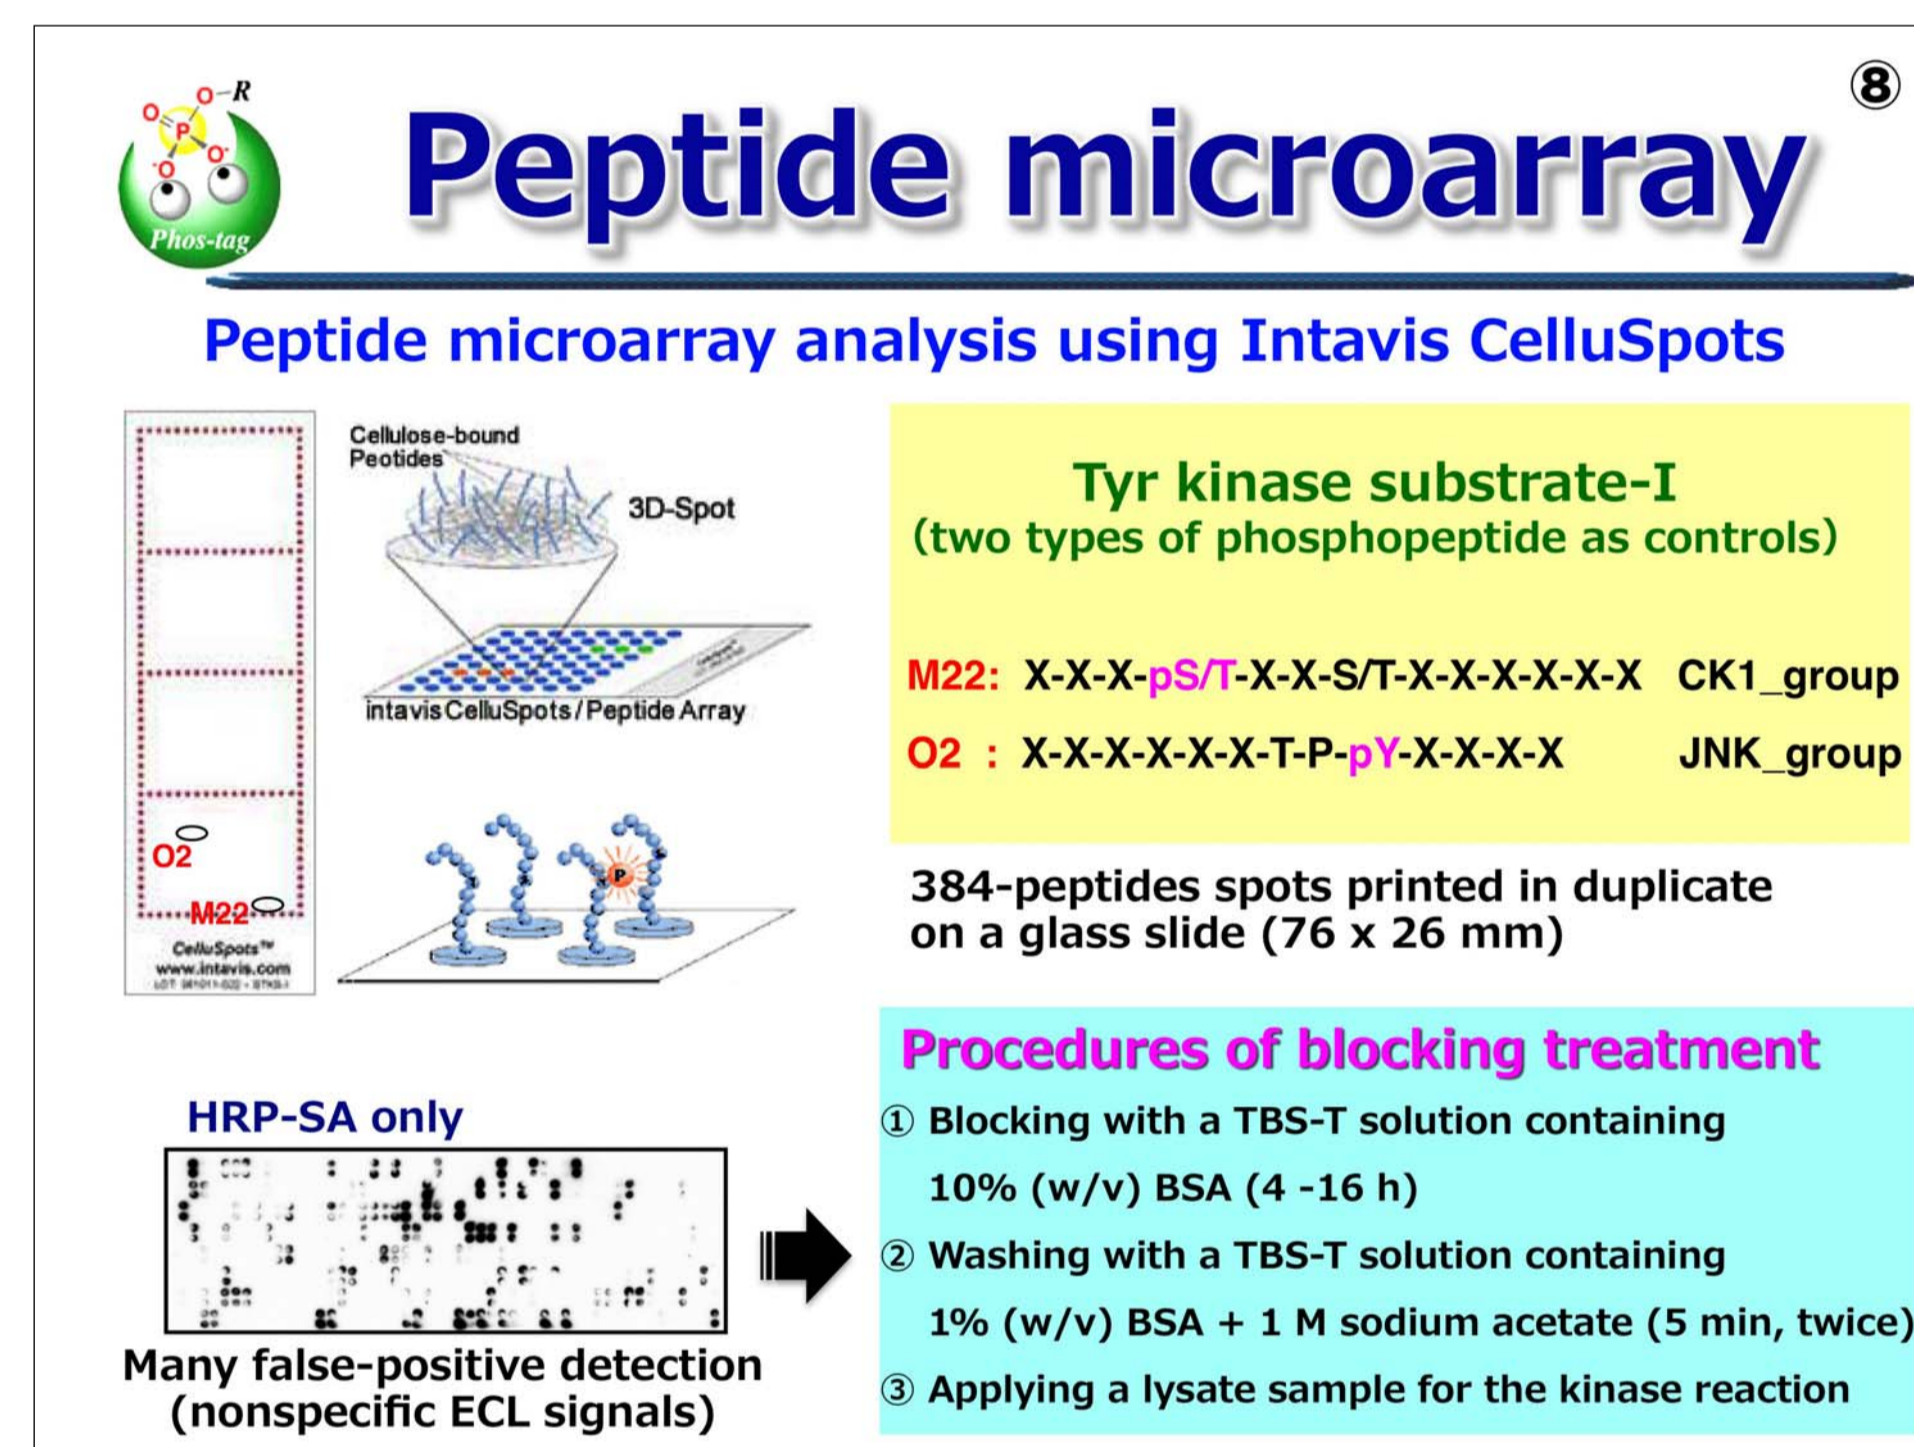 ⑧
O-R
O
P
-O
O-
Phos-tag
Peptide microarray
Peptide microarray analysis using Intavis CelluSpots
Cellulose-bound
Peotides
3D-Spot
intavis CelluSpots / Peptide Array
O2
M22
CelluSpots™
www.intavis.com
P
Tyr kinase substrate-I
(two types of phosphopeptide as controls)
M22: X-X-X-pS/T-X-X-S/T-X-X-X-X-X-X CK1_group
O2 : X-X-X-X-X-X-T-P-pY-X-X-X-X JNK_group
384-peptides spots printed in duplicate
on a glass slide (76 x 26 mm)
HRP-SA only
Many false-positive detection
(nonspecific ECL signals)
Procedures of blocking treatment
① Blocking with a TBS-T solution containing
10% (w/v) BSA (4 -16 h)
② Washing with a TBS-T solution containing
1% (w/v) BSA + 1 M sodium acetate (5 min, twice)
③ Applying a lysate sample for the kinase reaction